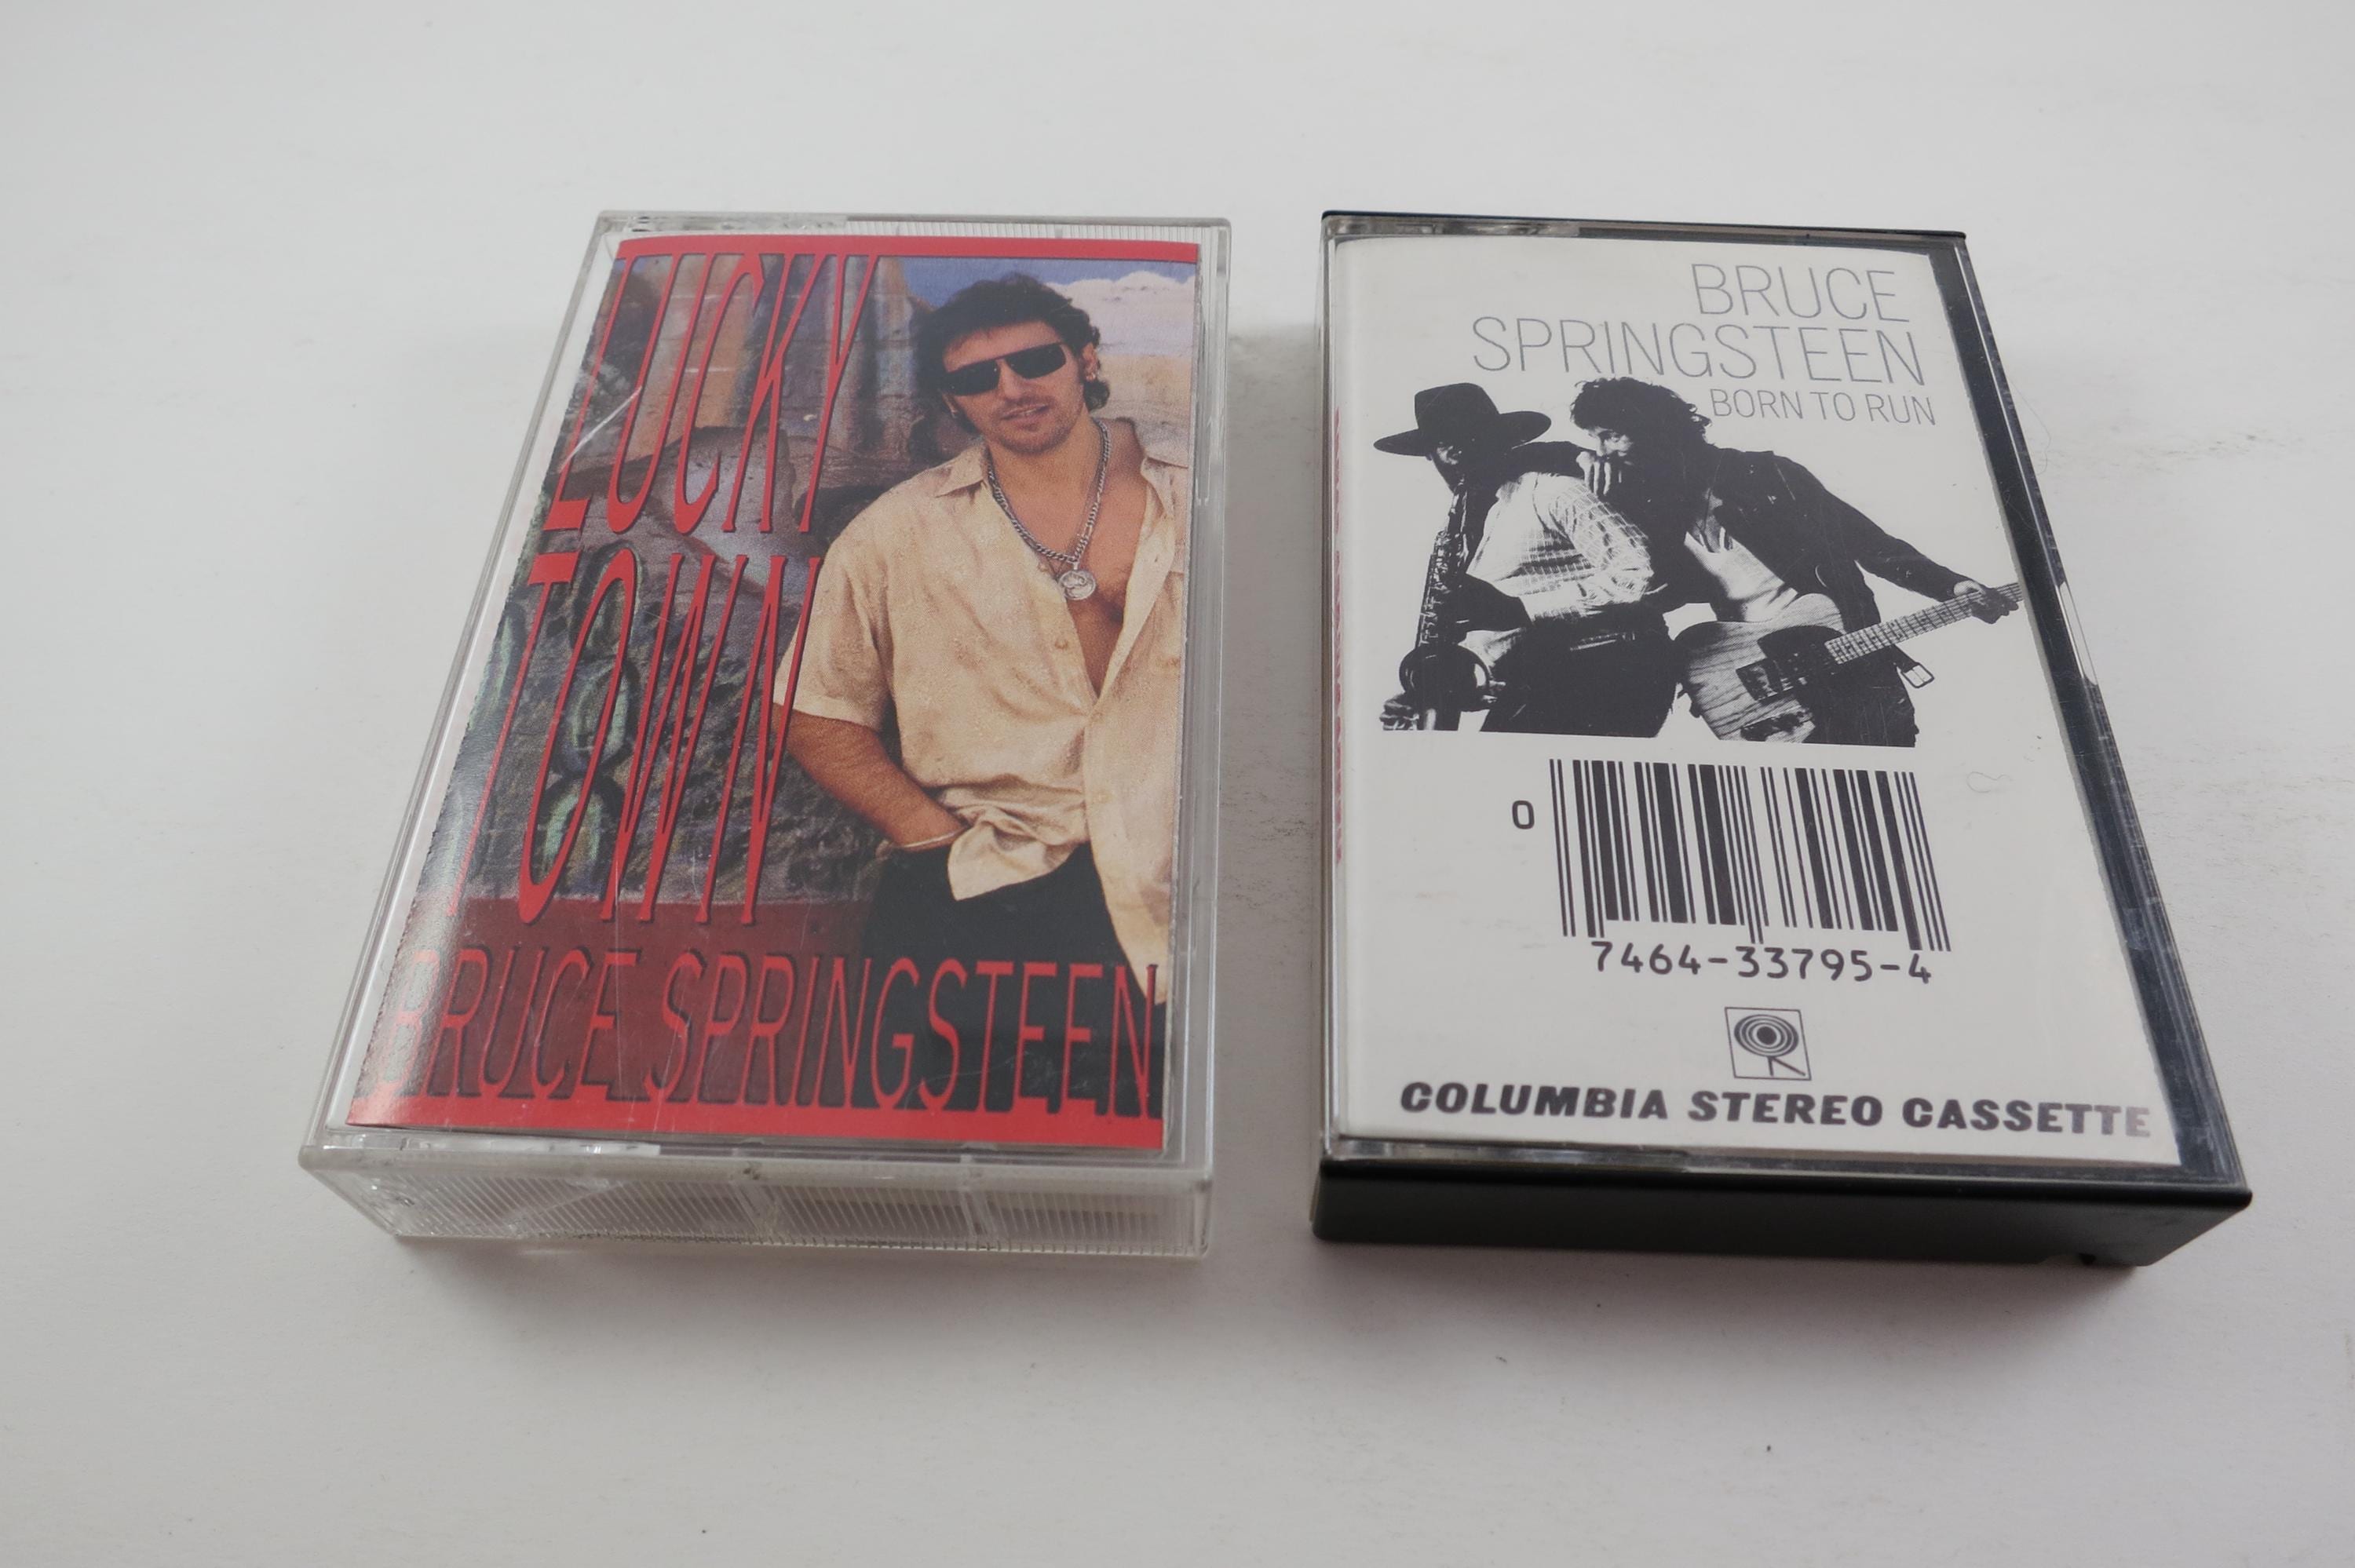 LUCKY
TOWN
BRUCE SPRINGSTEEN
BRUCE
SPRINGSTEEN
BORN TO RUN
0
7464-33795-4
COLUMBIA STEREO CASSETTE